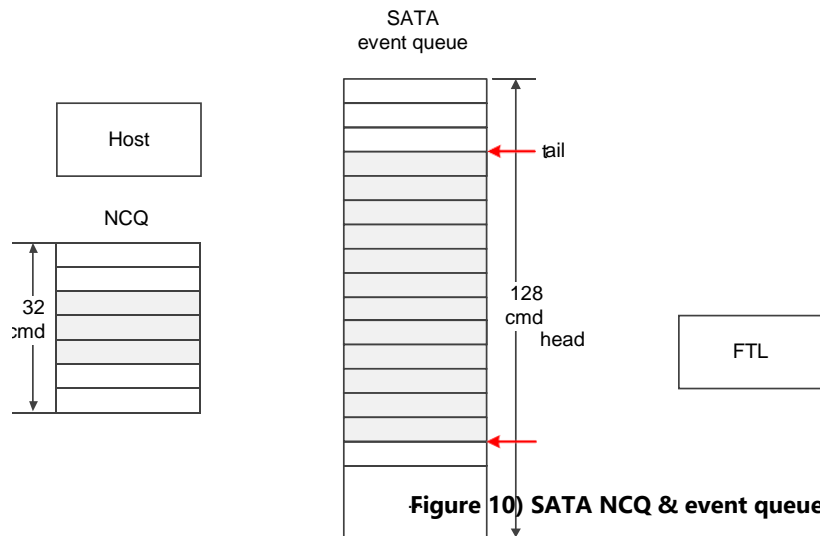 SATA
event queue
Host
tail
NCQ
32
cmd
128
cmd
head
FTL
Figure 10) SATA NCQ & event queue